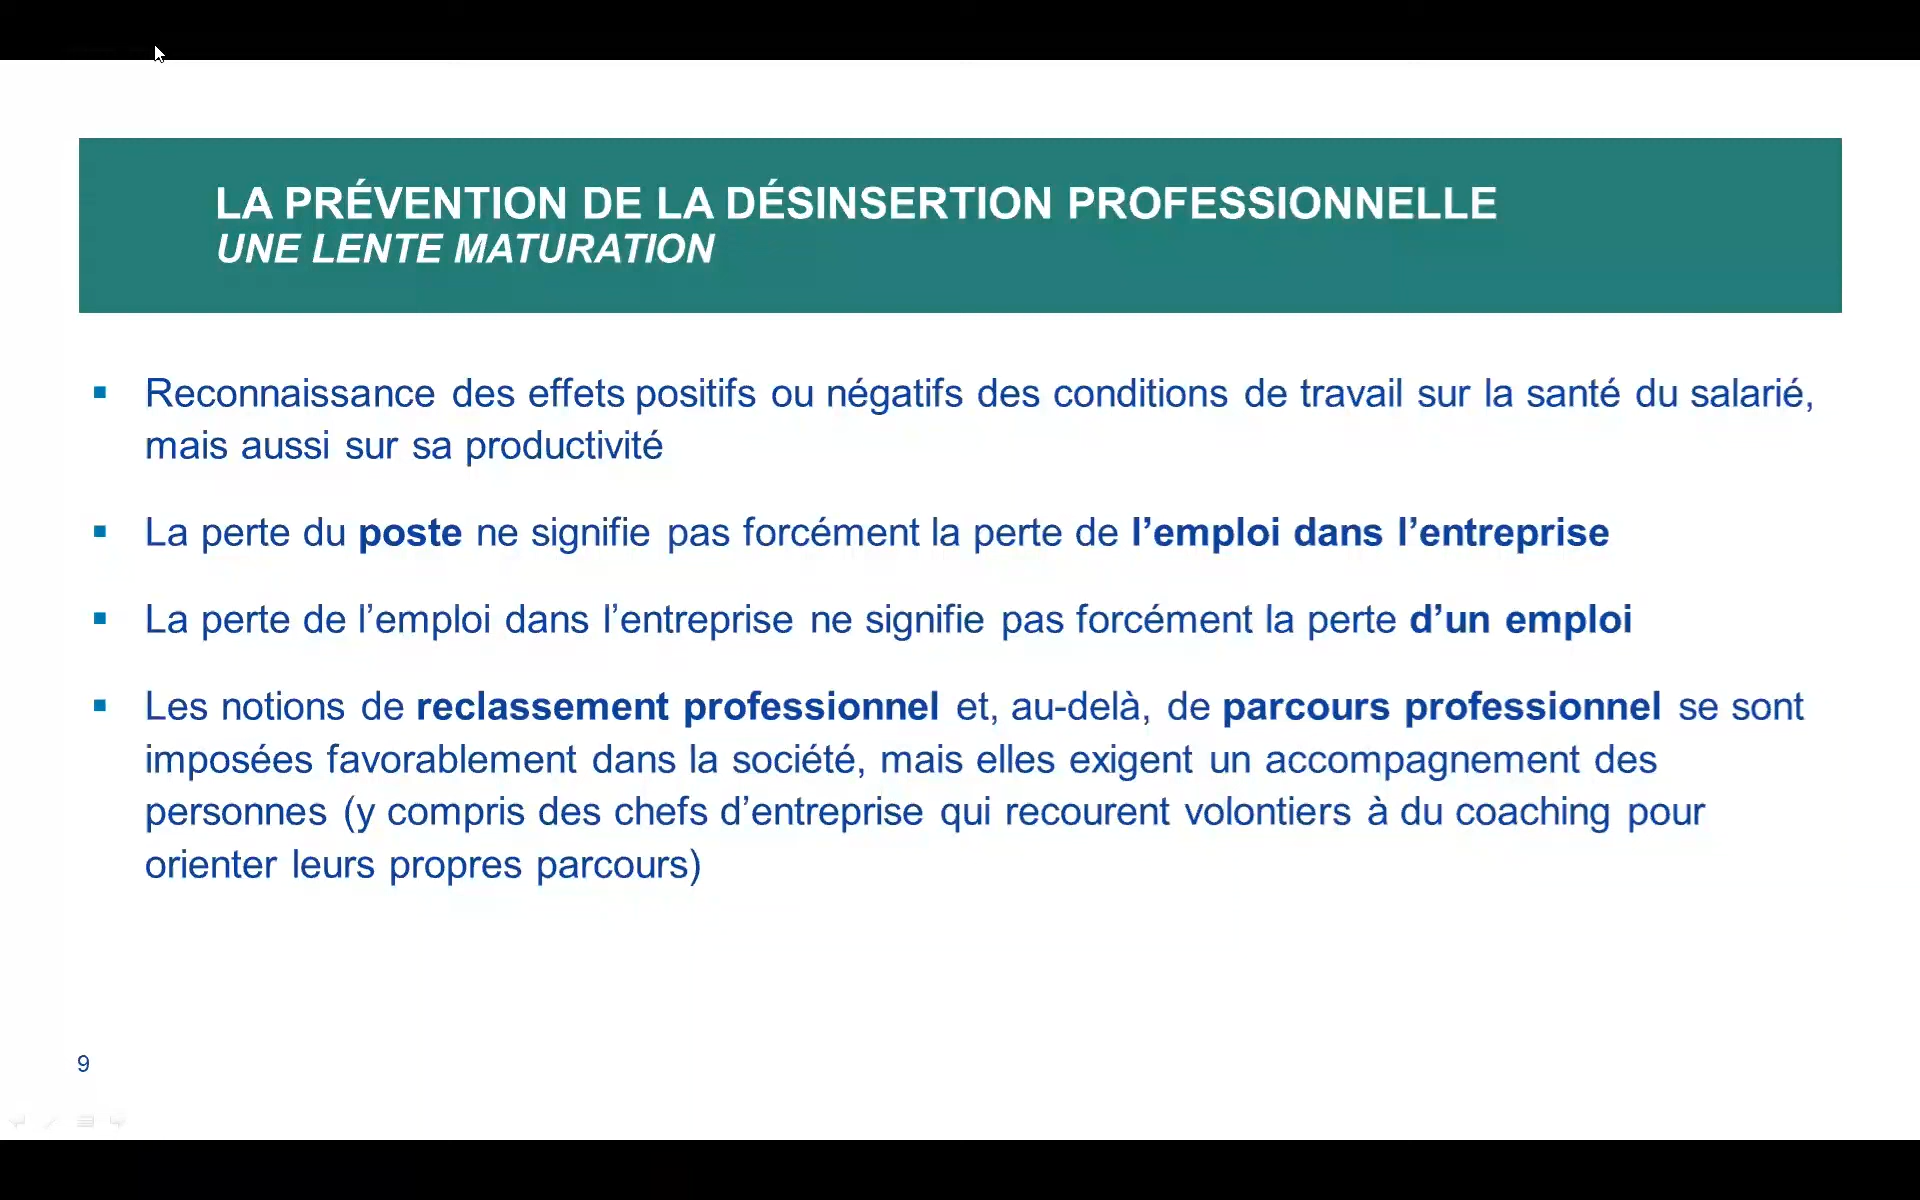 LA PRÉVENTION DE LA DÉSINSERTION PROFESSIONNELLE
UNE LENTE MATURATION
▪ Reconnaissance des effets positifs ou négatifs des conditions de travail sur la santé du salarié,
mais aussi sur sa productivité
▪ La perte du poste ne signifie pas forcément la perte de l’emploi dans l’entreprise
▪ La perte de l’emploi dans l’entreprise ne signifie pas forcément la perte d’un emploi
▪ Les notions de reclassement professionnel et, au-delà, de parcours professionnel se sont
imposées favorablement dans la société, mais elles exigent un accompagnement des
personnes (y compris des chefs d’entreprise qui recourent volontiers à du coaching pour
orienter leurs propres parcours)
9